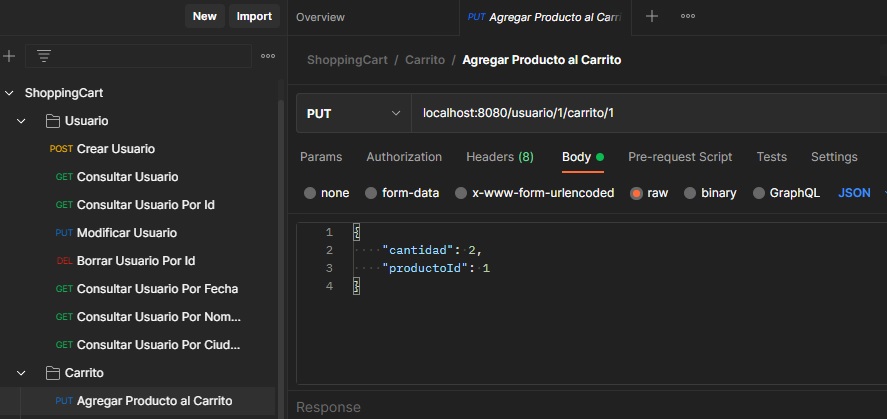 New Import
ShoppingCart
Usuario
POST Crear Usuario
GET Consultar Usuario
GET Consultar Usuario Por Id
PUT Modificar Usuario
DEL Borrar Usuario Por Id
GET Consultar Usuario Por Fecha
GET Consultar Usuario Por Nom...
GET Consultar Usuario Por Ciud...
Carrito
PUT Agregar Producto al Carrito
Overview PUT Agregar Producto al Carri
ShoppingCart / Carrito / Agregar Producto al Carrito
PUT localhost:8080/usuario/1/carrito/1
Params Authorization Headers (8) Body Pre-request Script Tests Settings
none form-data x-www-form-urlencoded raw binary GraphQL JSON
1 {
2 "cantidad": 2,
3 "productoId": 1
4 }
Response